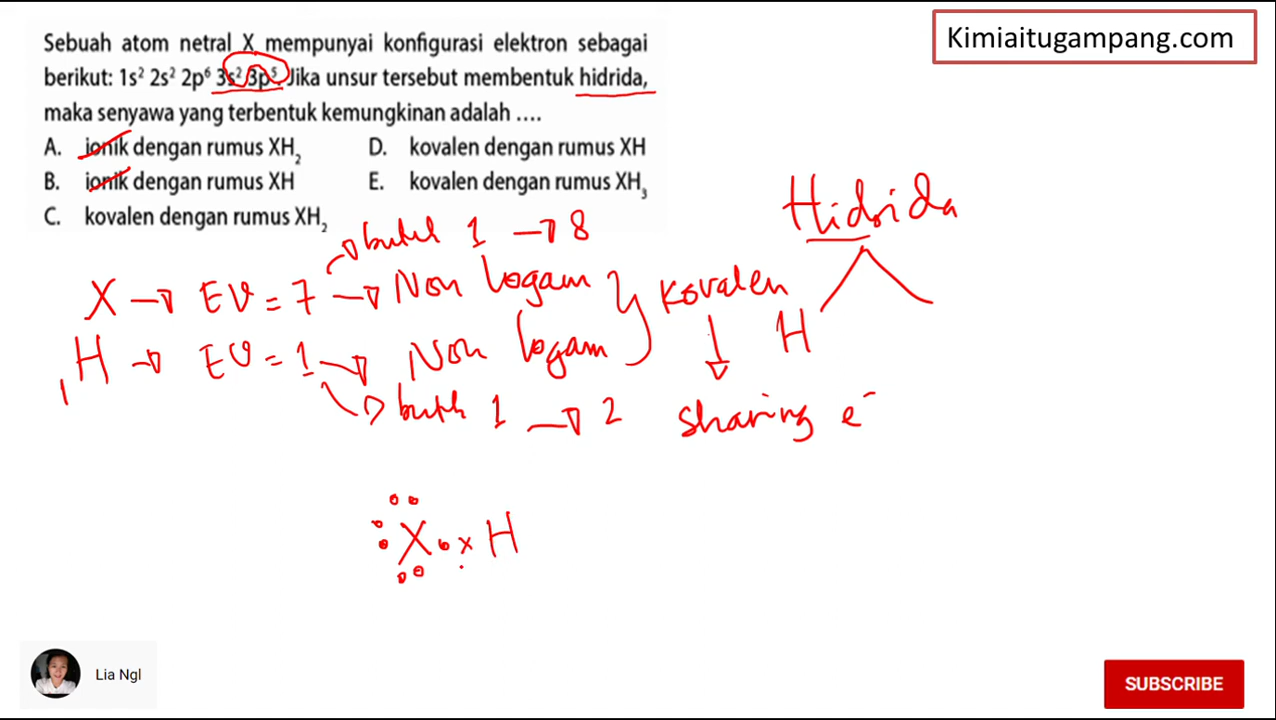 Kimiaitugampang.com
Sebuah atom netral X mempunyai konfigurasi elektron sebagai
berikut: 1s² 2s² 2p⁶ 3s² 3p⁵. Jika unsur tersebut membentuk hidrida,
maka senyawa yang terbentuk kemungkinan adalah ....
A. ionik dengan rumus XH₂
B. ionik dengan rumus XH
C. kovalen dengan rumus XH₂
D. kovalen dengan rumus XH
E. kovalen dengan rumus XH₃
Hidrida
H
butuh 1 → 8
X → EV = 7 → Non logam } kovalen
₁H → EV = 1 → Non logam
butuh 1 → 2
sharing e⁻
X · x H
Lia Ngl
SUBSCRIBE